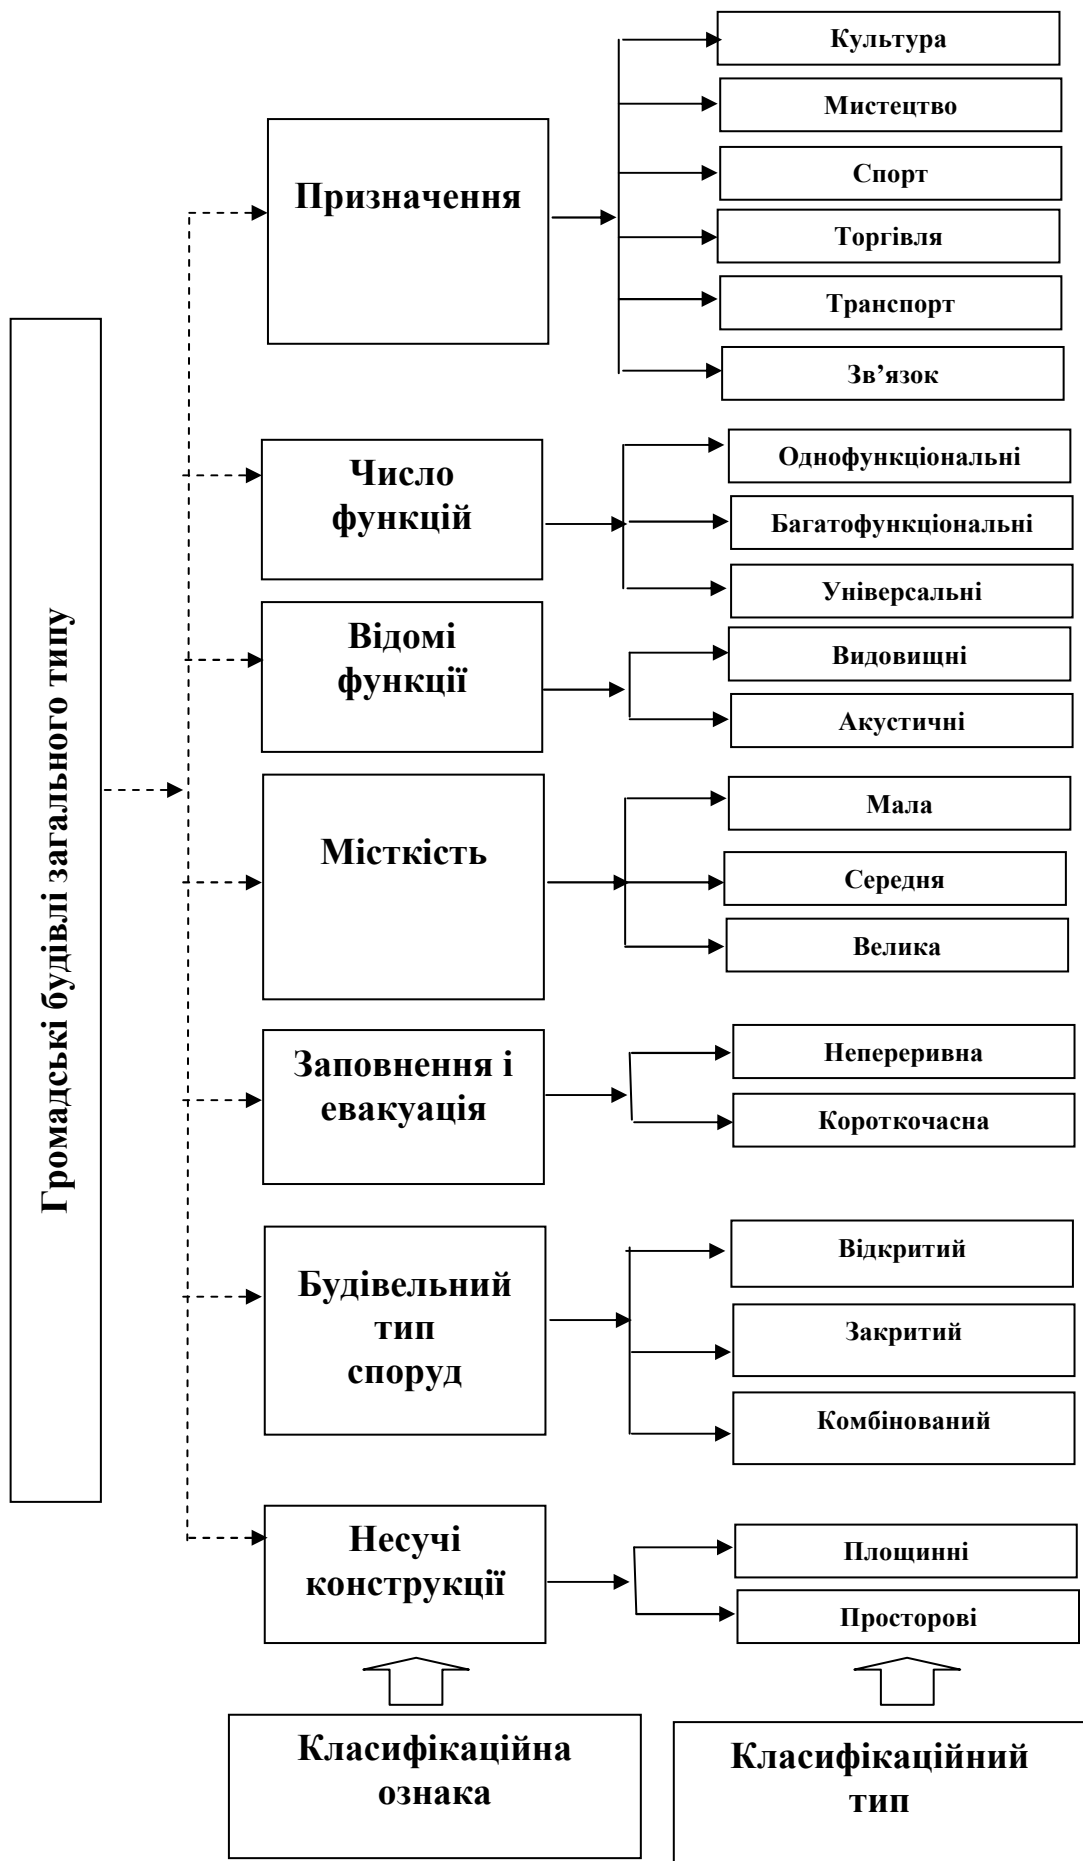 Громадські будівлі загального типу
Призначення
Культура
Мистецтво
Спорт
Торгівля
Транспорт
Зв’язок
Число
функцій
Однофункціональні
Багатофункціональні
Універсальні
Відомі
функції
Видовищні
Акустичні
Місткість
Мала
Середня
Велика
Заповнення і
евакуація
Непереривна
Короткочасна
Будівельний
тип
споруд
Відкритий
Закритий
Комбінований
Несучі
конструкції
Площинні
Просторові
Класифікаційна
ознака
Класифікаційний
тип